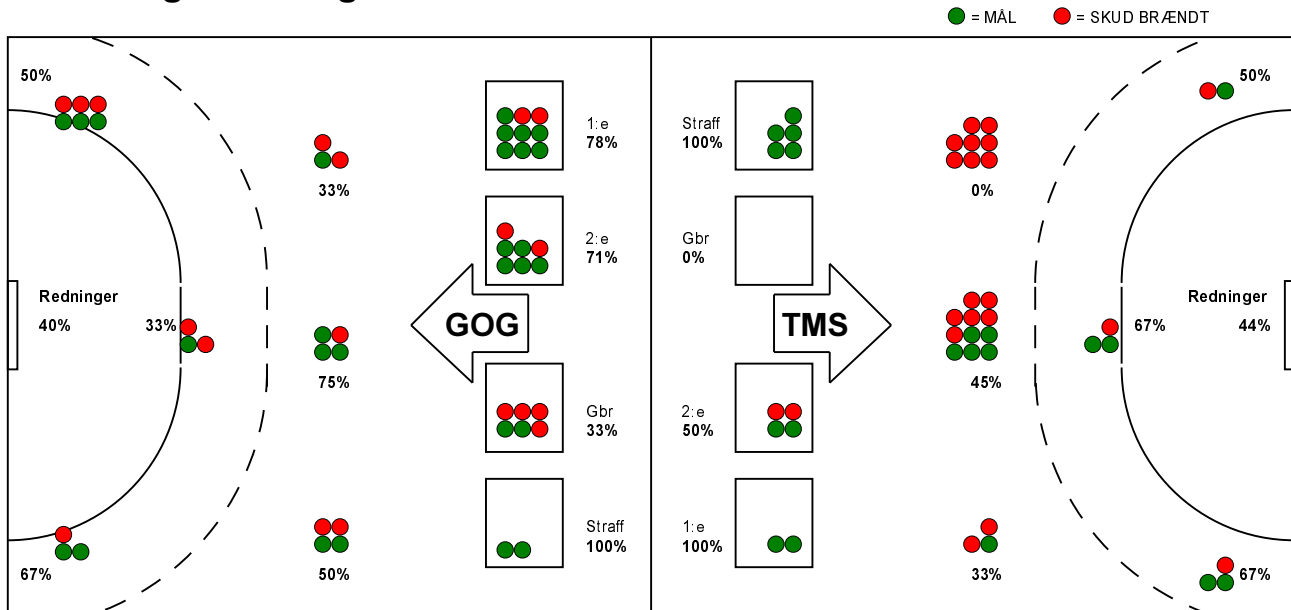 = MÅL
= SKUD BRÆNDT
50%
33%
Redninger
40%
33%
75%
67%
50%
1:e
78%
2:e
71%
GOG
Gbr
33%
Straff
100%
Straff
100%
Gbr
0%
TMS
2:e
50%
1:e
100%
0%
45%
33%
50%
Redninger
67%
44%
67%